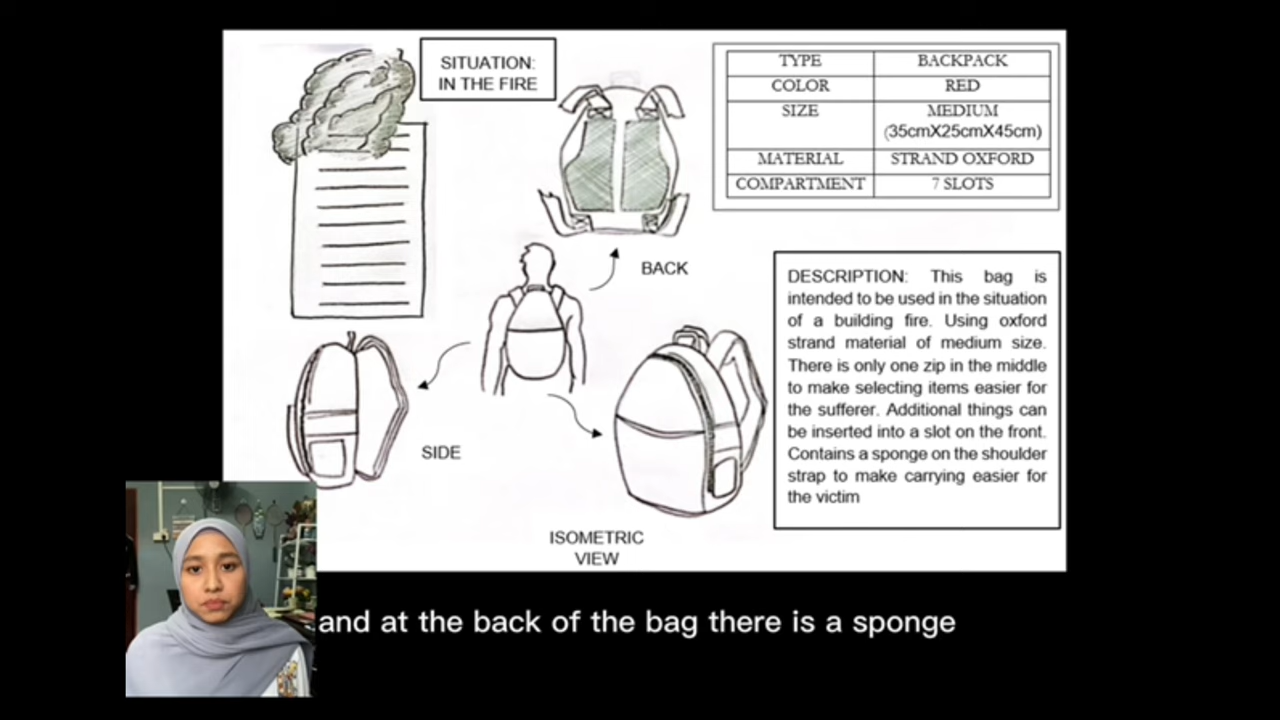 SITUATION:
IN THE FIRE
TYPE BACKPACK
COLOR RED
SIZE MEDIUM
(35cmX25cmX45cm)
MATERIAL STRAND OXFORD
COMPARTMENT 7 SLOTS
BACK
SIDE
ISOMETRIC
VIEW
DESCRIPTION: This bag is
intended to be used in the situation
of a building fire. Using oxford
strand material of medium size.
There is only one zip in the middle
to make selecting items easier for
the sufferer. Additional things can
be inserted into a slot on the front.
Contains a sponge on the shoulder
strap to make carrying easier for
the victim
and at the back of the bag there is a sponge